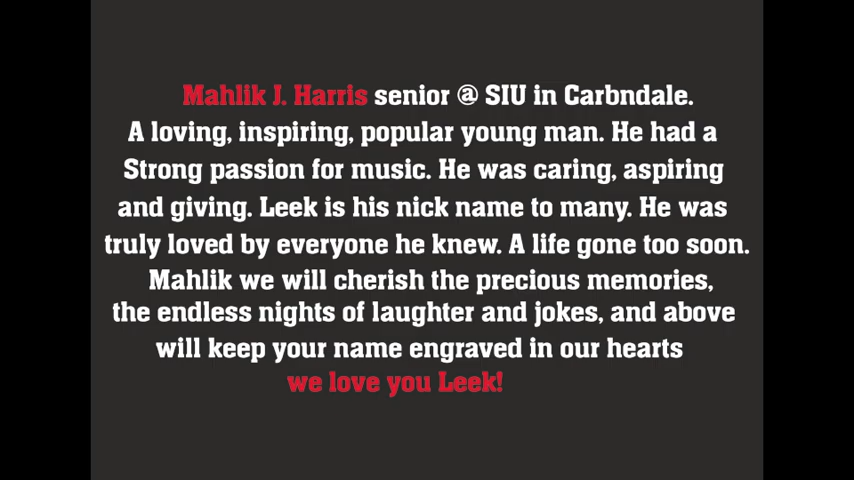 Mahlik J. Harris senior @ SIU in Carbndale.
A loving, inspiring, popular young man. He had a
Strong passion for music. He was caring, aspiring
and giving. Leek is his nick name to many. He was
truly loved by everyone he knew. A life gone too soon.
Mahlik we will cherish the precious memories,
the endless nights of laughter and jokes, and above
will keep your name engraved in our hearts
we love you Leek!